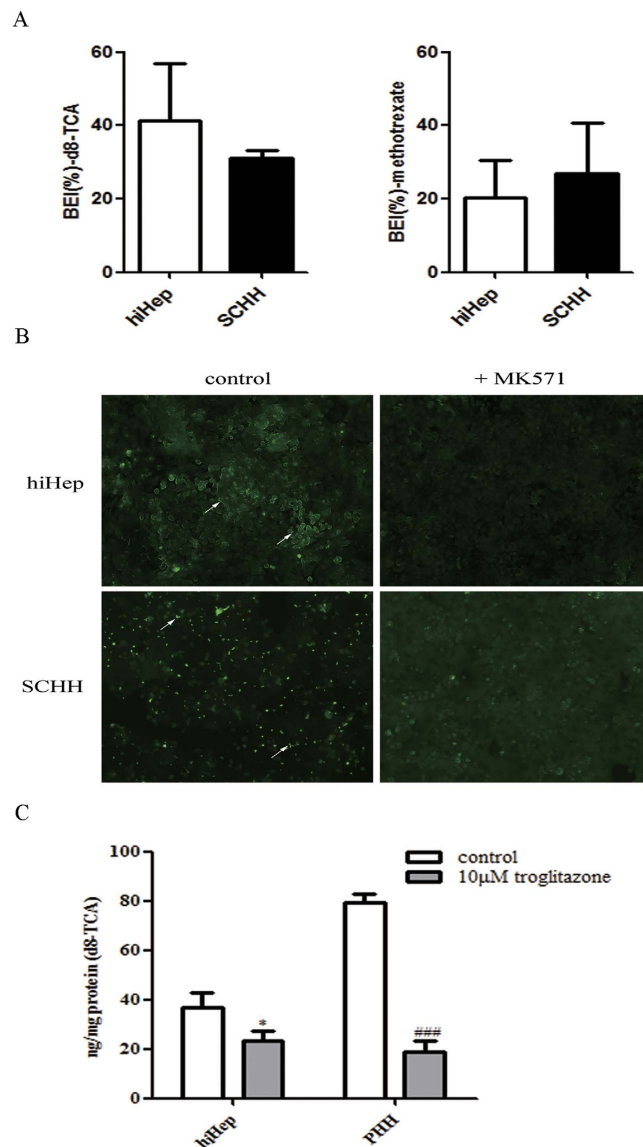 A
60
40
20
0
BEI(%)-d8-TCA
hiHep
SCHH
60
40
20
0
BEI(%)-m ethotrexate
hiHep
SCHH
B
control
+ MK571
hiHep
SCHH
C
100
80
60
40
20
0
ng/mg protein (d8-TCA)
control
10μM troglitazone
*
###
hiHep
PHH